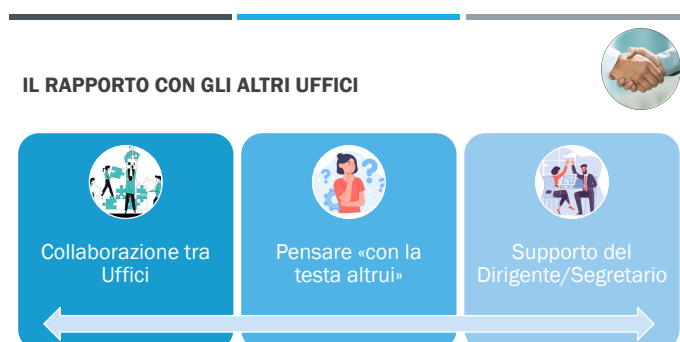 IL RAPPORTO CON GLI ALTRI UFFICI
Collaborazione tra
Uffici
Pensare «con la
testa altrui»
Supporto del
Dirigente/Segretario